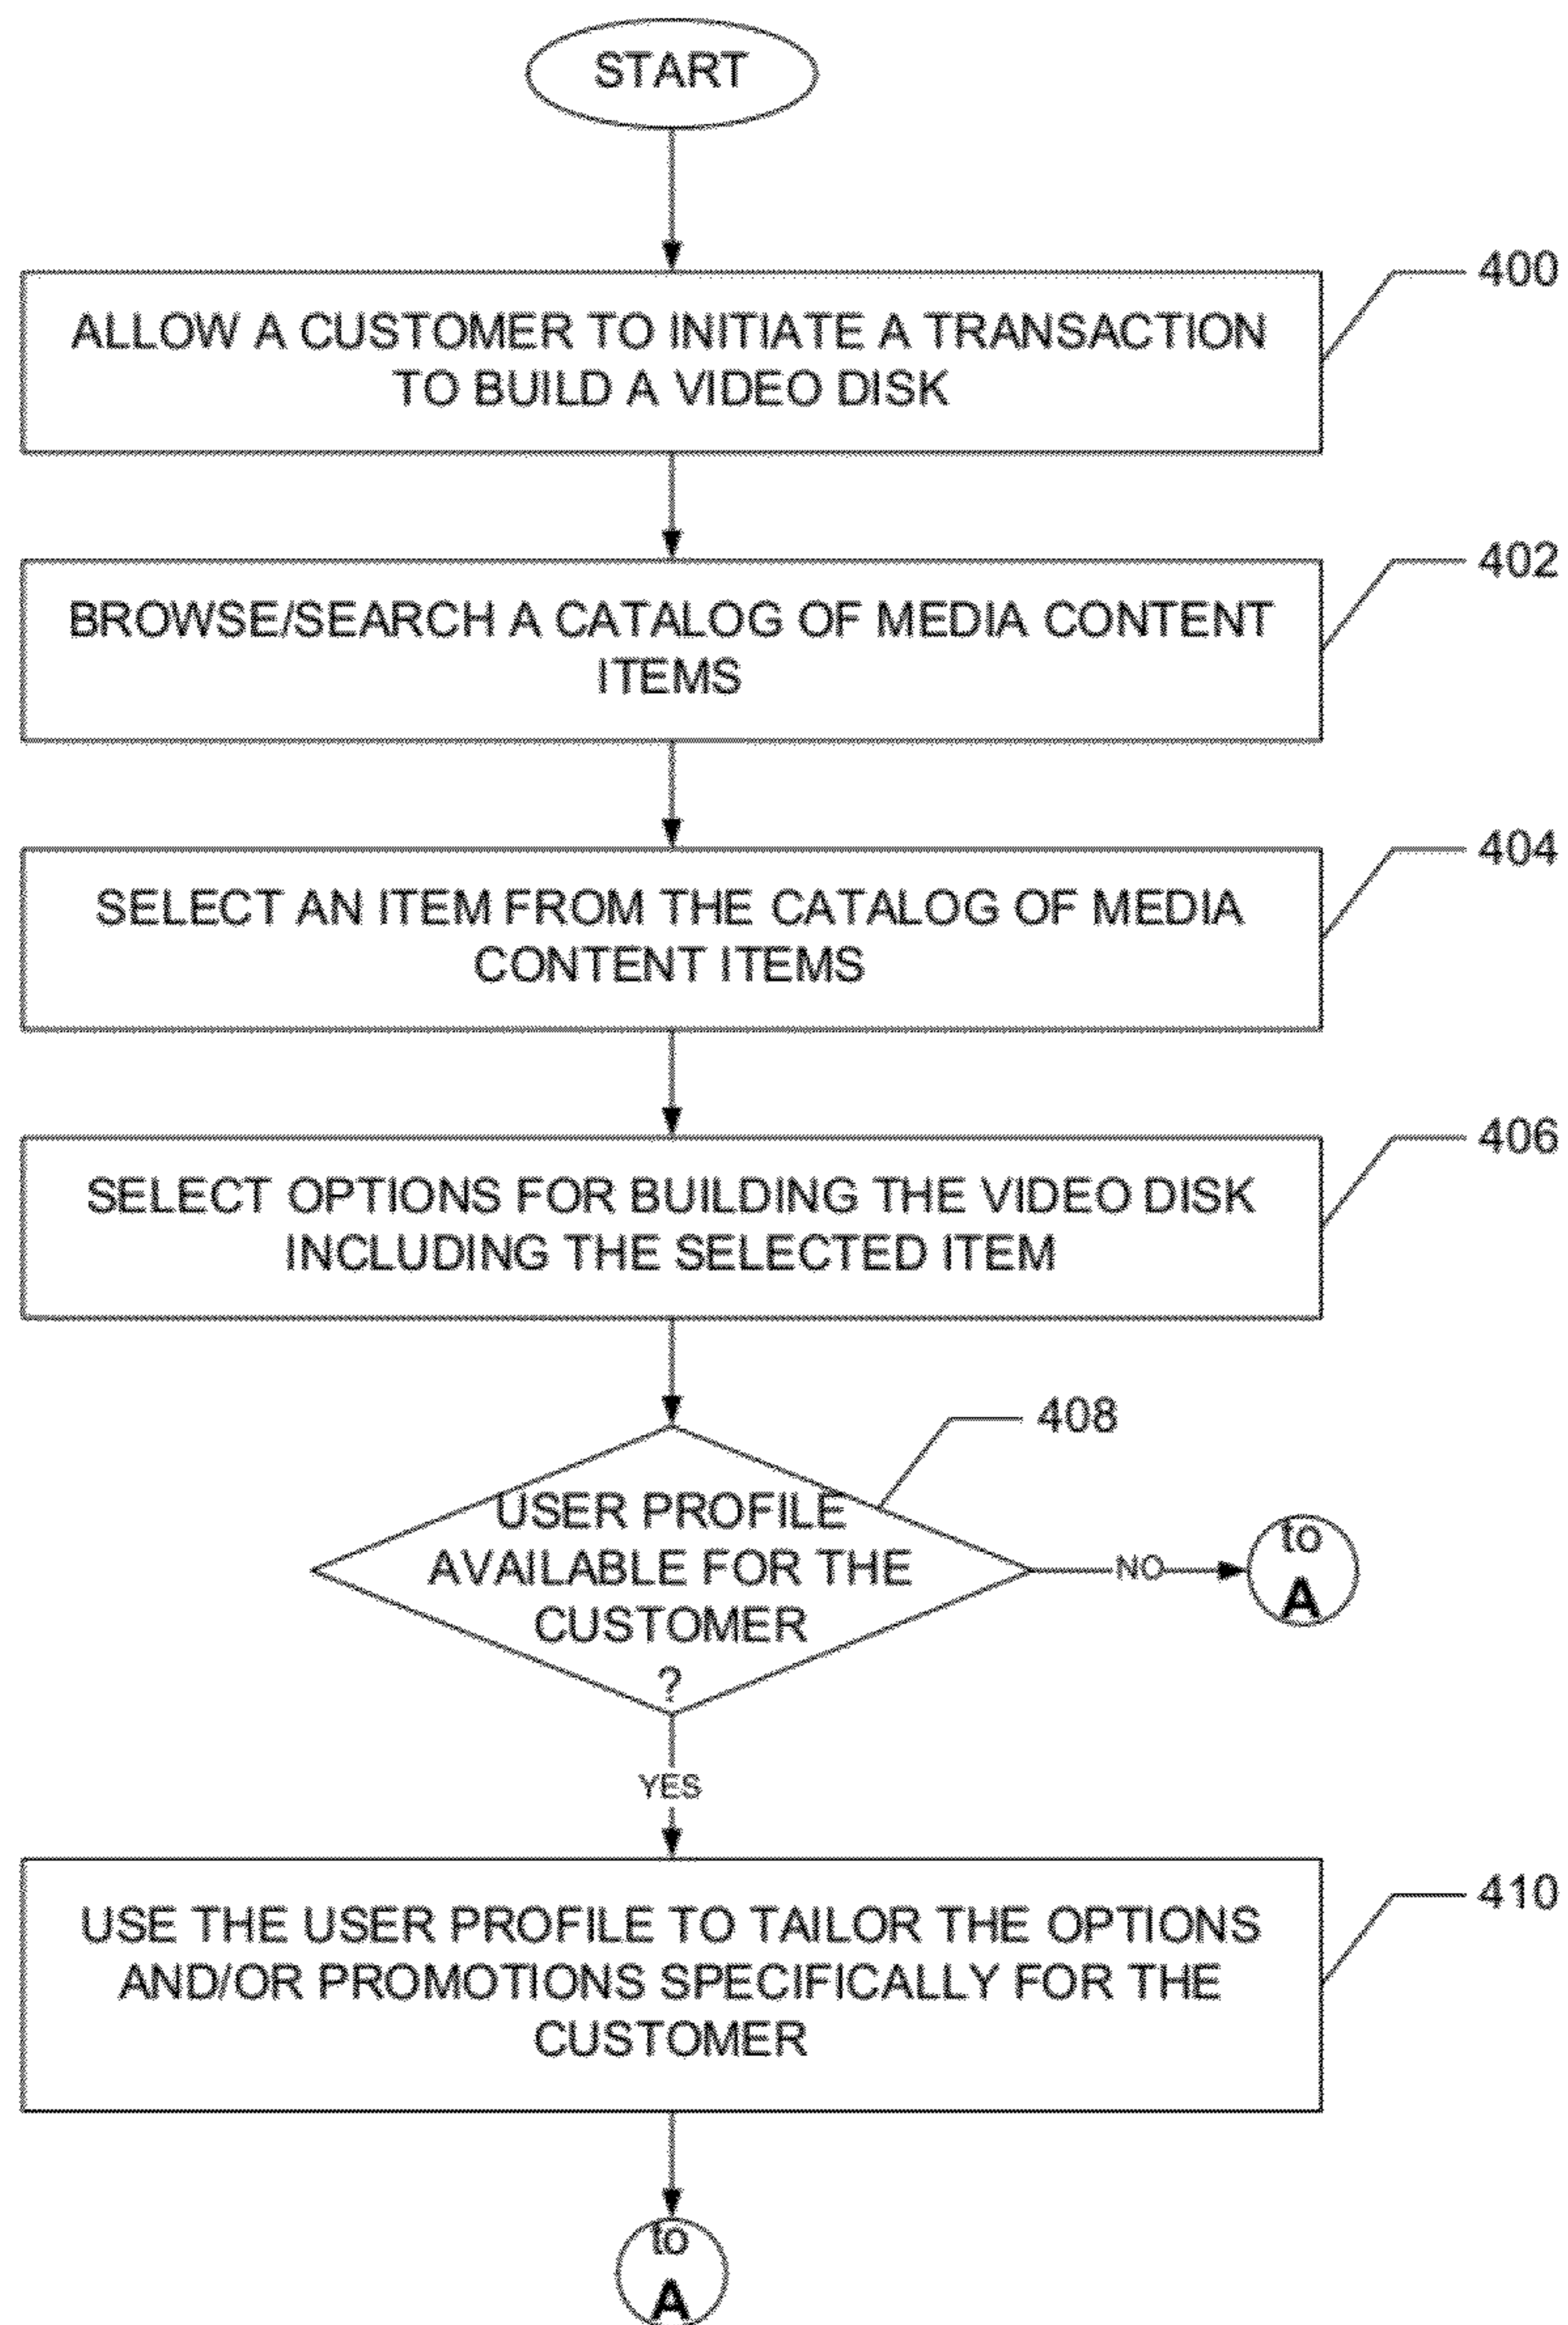 START
400
ALLOW A CUSTOMER TO INITIATE A TRANSACTION
TO BUILD A VIDEO DISK
402
BROWSE/SEARCH A CATALOG OF MEDIA CONTENT
ITEMS
404
SELECT AN ITEM FROM THE CATALOG OF MEDIA
CONTENT ITEMS
406
SELECT OPTIONS FOR BUILDING THE VIDEO DISK
INCLUDING THE SELECTED ITEM
408
USER PROFILE
AVAILABLE FOR THE
CUSTOMER
?
NO
to
A
YES
410
USE THE USER PROFILE TO TAILOR THE OPTIONS
AND/OR PROMOTIONS SPECIFICALLY FOR THE
CUSTOMER
to
A